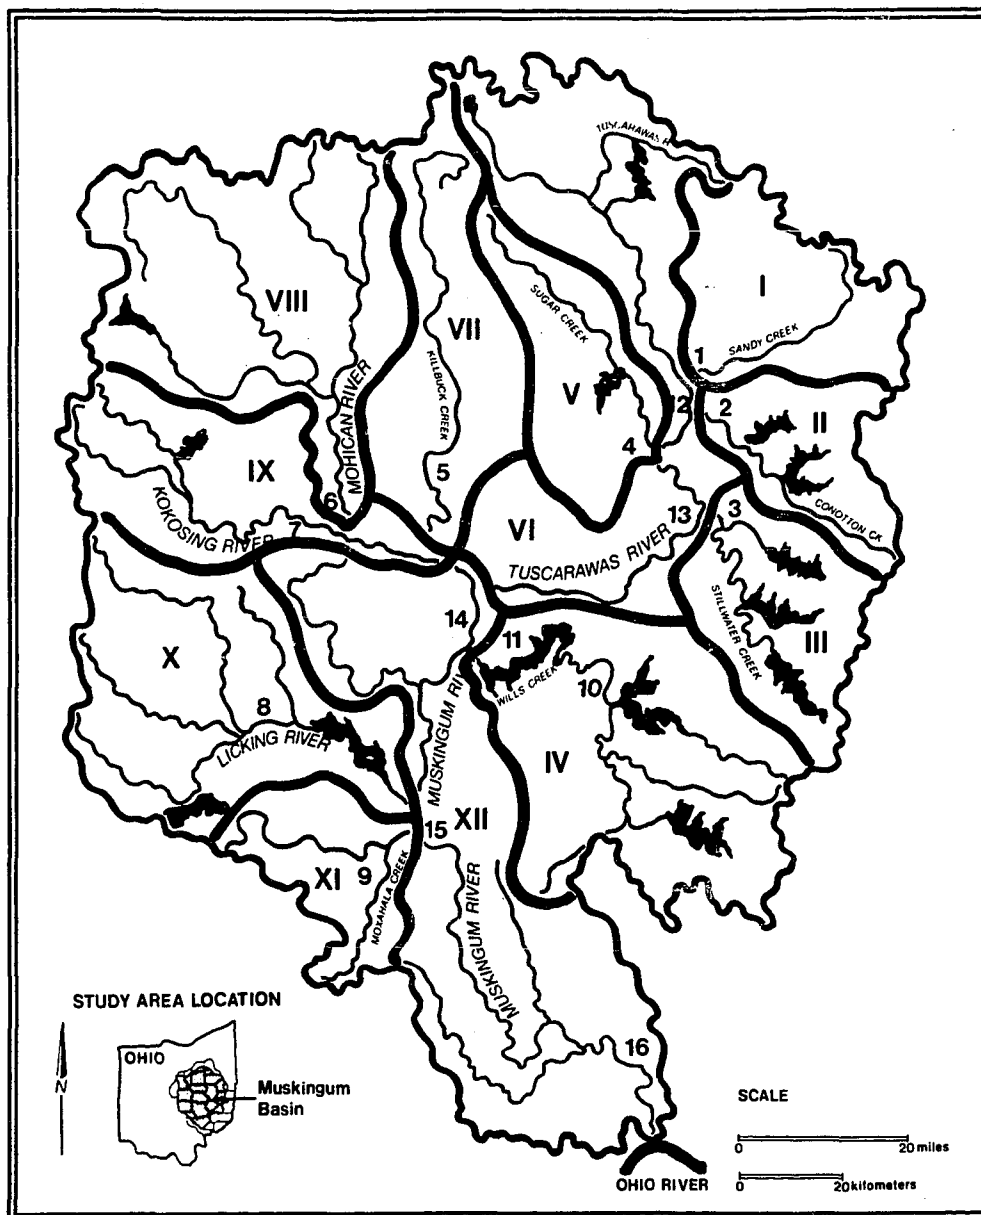 TUSCARAWAS R
I
SANDY CREEK
VIII
VII
SUGAR CREEK
1
MOHICAN RIVER
KILLBUCK CREEK
V
12
2
II
4
IX
5
6
VI
13
3
CONOTTON CK
KOKOSING RIVER
7
TUSCARAWAS RIVER
STILLWATER CREEK
14
11
III
X
WILLS CREEK
10
8
LICKING RIVER
MUSKINGUM RIVER
IV
15
XII
XI
9
MOXAHALA CREEK
MUSKINGUM RIVER
STUDY AREA LOCATION
OHIO
N
Muskingum
Basin
16
SCALE
0 20 miles
0 20 kilometers
OHIO RIVER